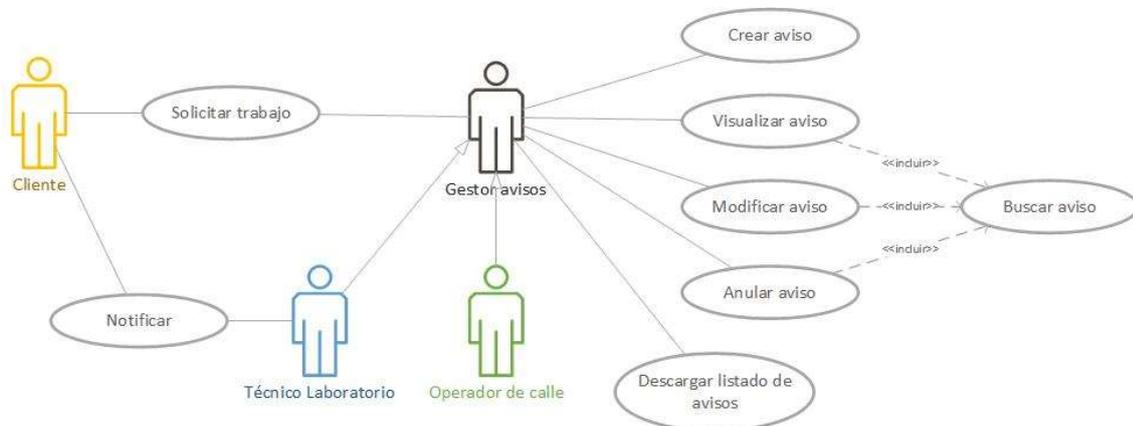 Crear aviso
Solicitar trabajo
Visualizar aviso
<<incluir>>
Cliente
Gestor avisos
Modificar aviso
<<incluir>>
Buscar aviso
<<incluir>>
Anular aviso
Notificar
Técnico Laboratorio
Operador de calle
Descargar listado de
avisos